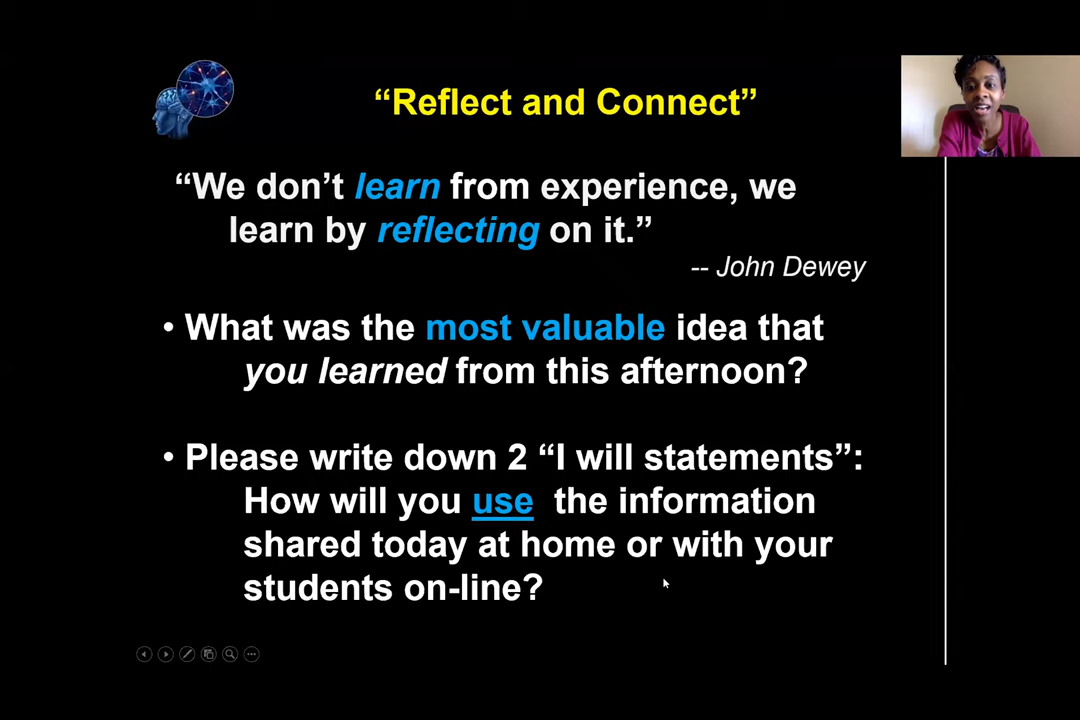 “Reflect and Connect”
“We don’t learn from experience, we
learn by reflecting on it.”
-- John Dewey
• What was the most valuable idea that
you learned from this afternoon?
• Please write down 2 “I will statements”:
How will you use the information
shared today at home or with your
students on-line?